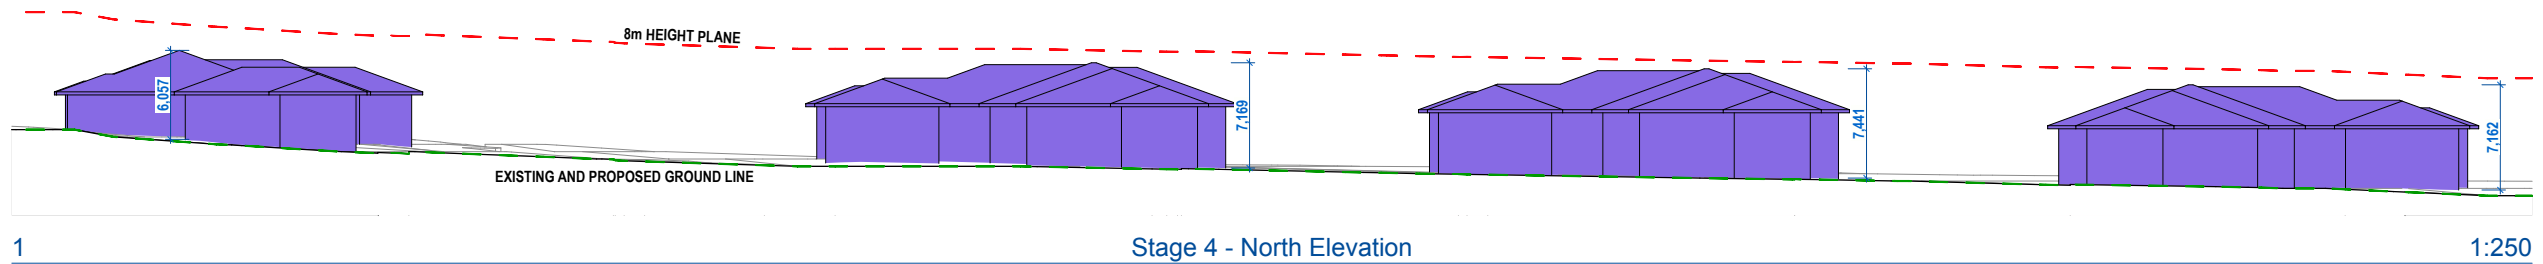 8m HEIGHT PLANE
6,057
7,169
7,441
7,162
EXISTING AND PROPOSED GROUND LINE
1
Stage 4 - North Elevation
1:250